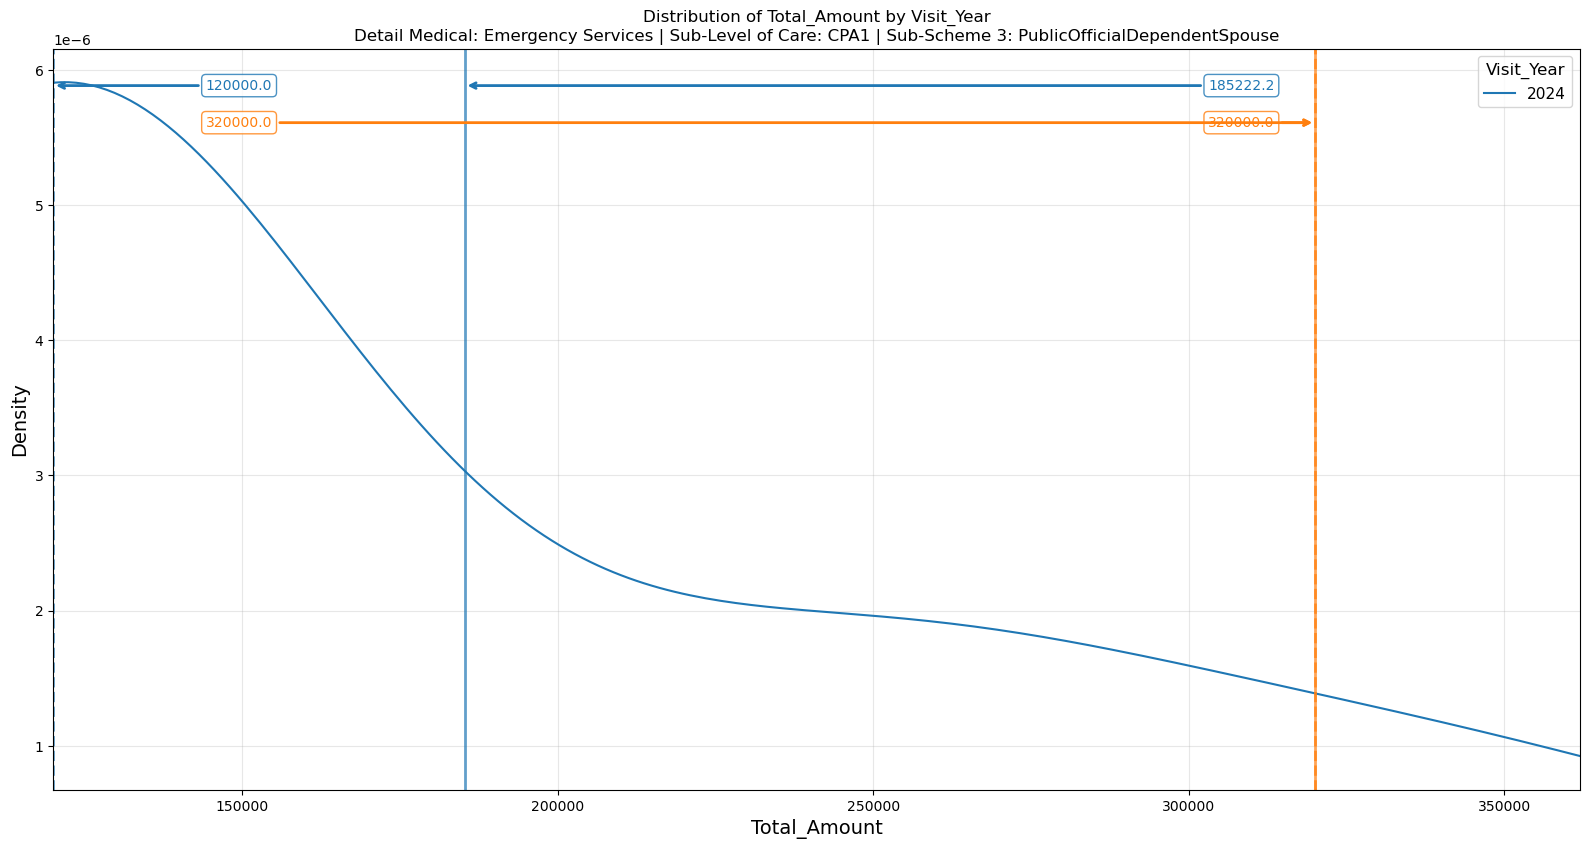 Distribution of Total_Amount by Visit_Year
Detail Medical: Emergency Services | Sub-Level of Care: CPA1 | Sub-Scheme 3: PublicOfficialDependentSpouse
1e−6
Visit_Year
2024
120000.0
185222.2
320000.0
320000.0
6
5
4
3
2
1
Density
150000
200000
250000
300000
350000
Total_Amount